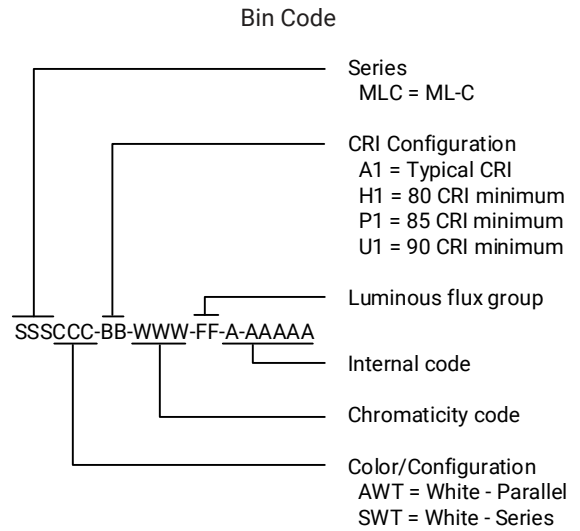 Bin Code
Series
MLC = ML-C
CRI Configuration
A1 = Typical CRI
H1 = 80 CRI minimum
P1 = 85 CRI minimum
U1 = 90 CRI minimum
Luminous flux group
SSSCCC-BB-WWW-FF-A-AAAAA
Internal code
Chromaticity code
Color/Configuration
AWT = White - Parallel
SWT = White - Series